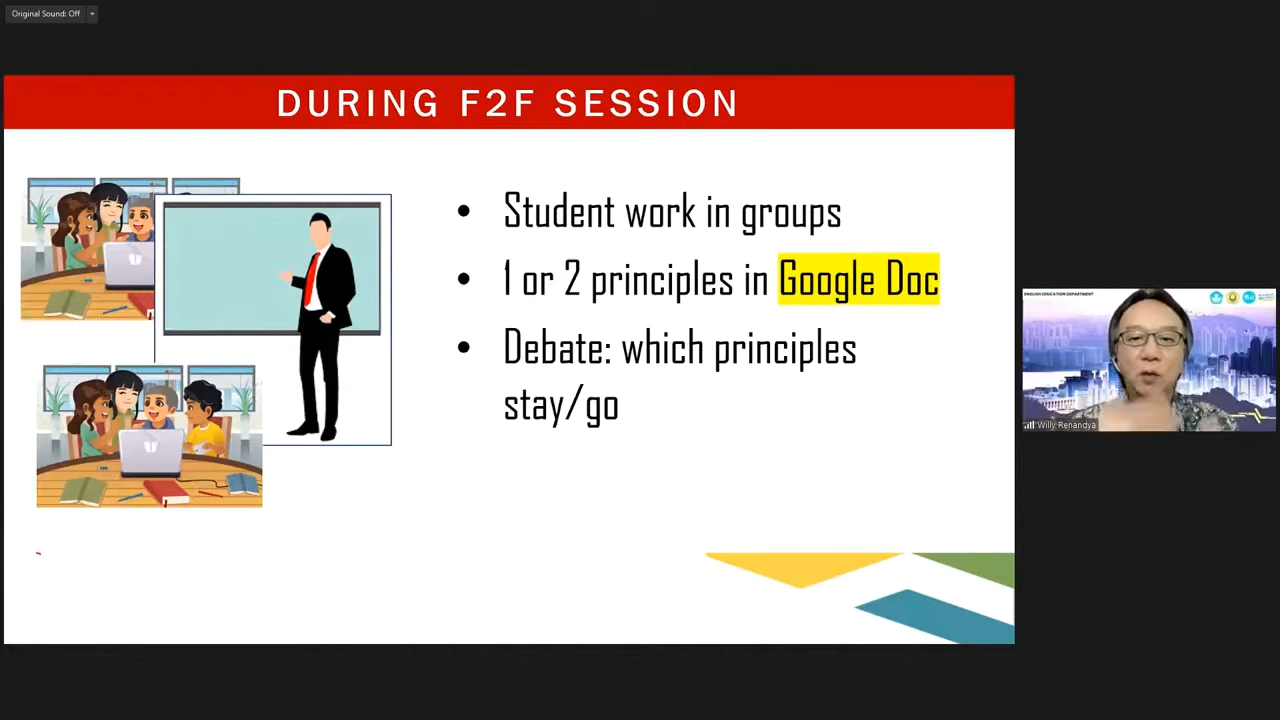 Original Sound: Off
DURING F2F SESSION
• Student work in groups
• 1 or 2 principles in Google Doc
• Debate: which principles
stay/go
ENGLISH EDUCATION DEPARTMENT
Willy Renandya